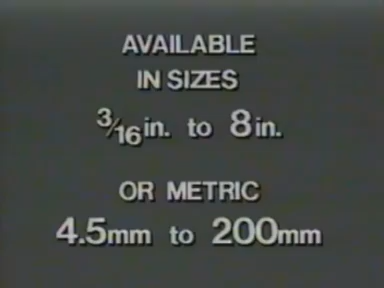 AVAILABLE
IN SIZES
3/16in. to 8in.
OR METRIC
4.5mm to 200mm